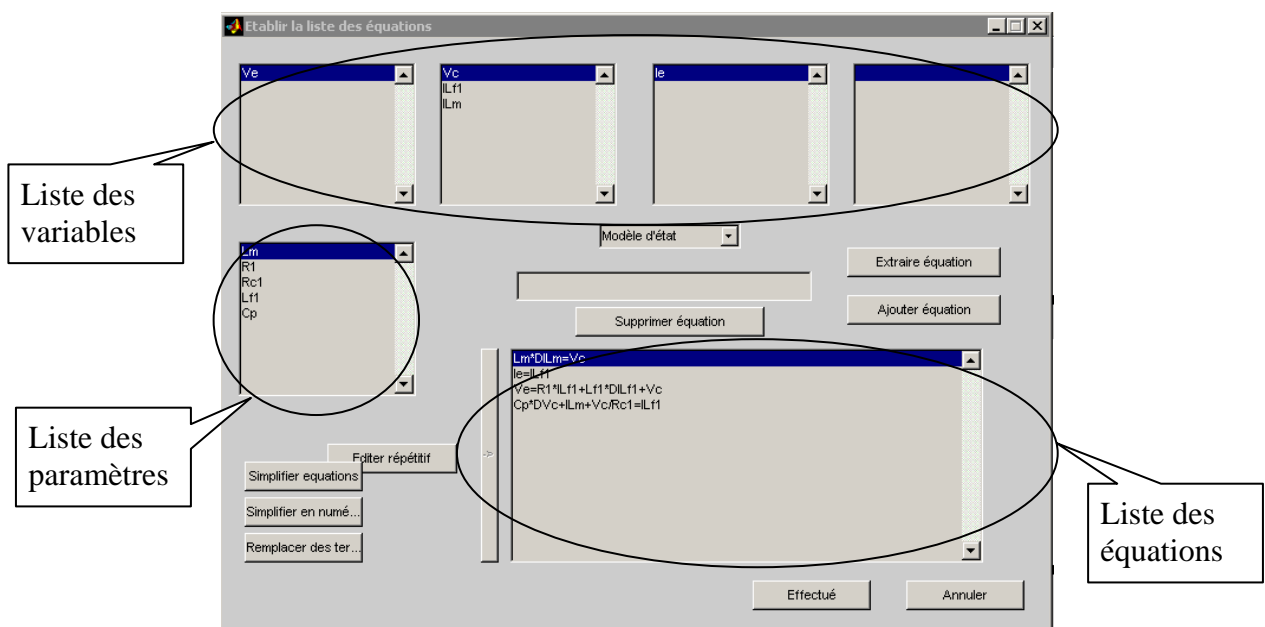 Etablir la liste des équations
Ve
Vc
ILf1
ILm
Ie
Liste des
variables
Modèle d'état
Lm
R1
Rc1
Lf1
Cp
Extraire équation
Ajouter équation
Supprimer équation
Lm*DILm=Vc
Ie=ILf1
Ve=R1*ILf1+Lf1*DILf1+Vc
Cp*DVc+ILm+Vc/Rc1=ILf1
Liste des
paramètres
Editer répétitif
->
Simplifier equations
Simplifier en numé...
Remplacer des ter...
Liste des
équations
Effectué
Annuler